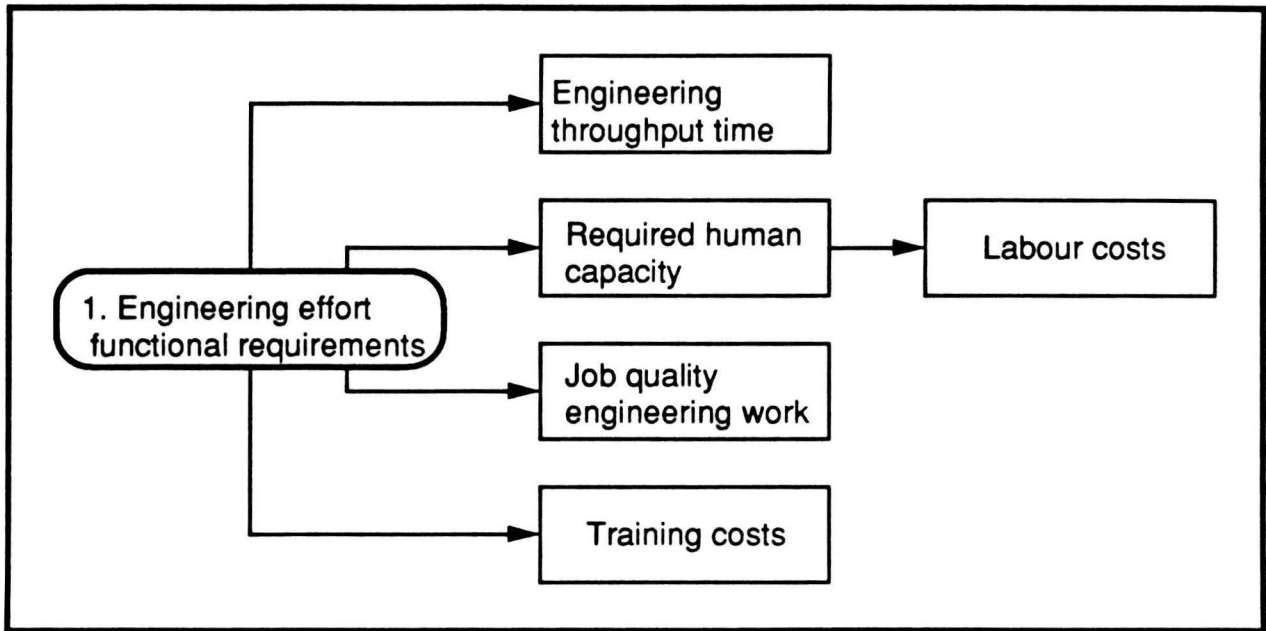 Engineering
throughput time
Required human
capacity
Labour costs
1. Engineering effort
functional requirements
Job quality
engineering work
Training costs